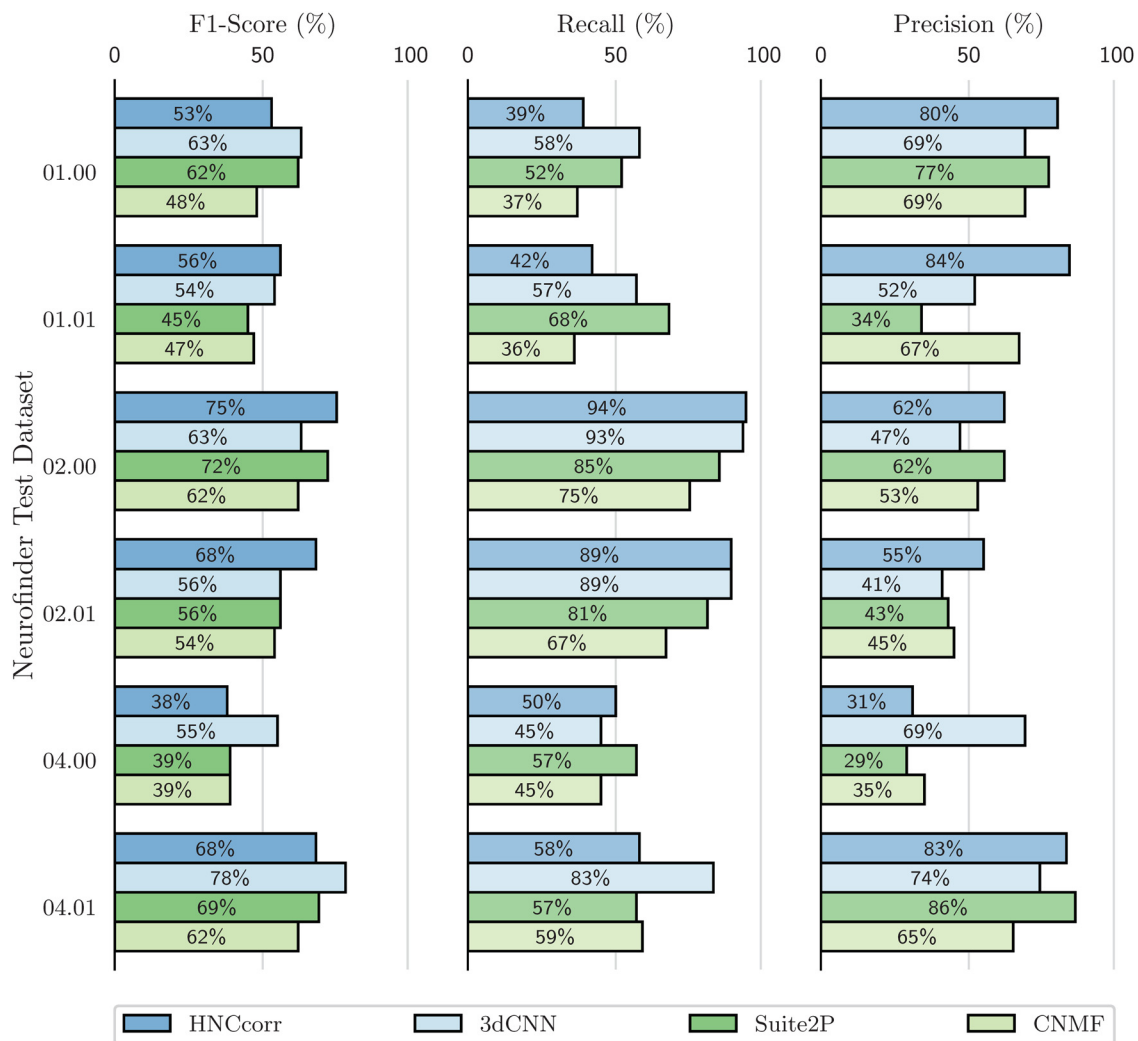 F1-Score (%) Recall (%) Precision (%)
0 50 100 0 50 100 0 50 100
53% 39% 80%
63% 58% 69%
01.00 62% 52% 77%
48% 37% 69%
56% 42% 84%
54% 57% 52%
01.01 45% 68% 34%
47% 36% 67%
75% 94% 62%
63% 93% 47%
02.00 72% 85% 62%
62% 75% 53%
68% 89% 55%
56% 89% 41%
02.01 56% 81% 43%
54% 67% 45%
38% 50% 31%
55% 45% 69%
04.00 39% 57% 29%
39% 45% 35%
68% 58% 83%
78% 83% 74%
04.01 69% 57% 86%
62% 59% 65%
Neurofinder Test Dataset
HNCcorr 3dCNN Suite2P CNMF